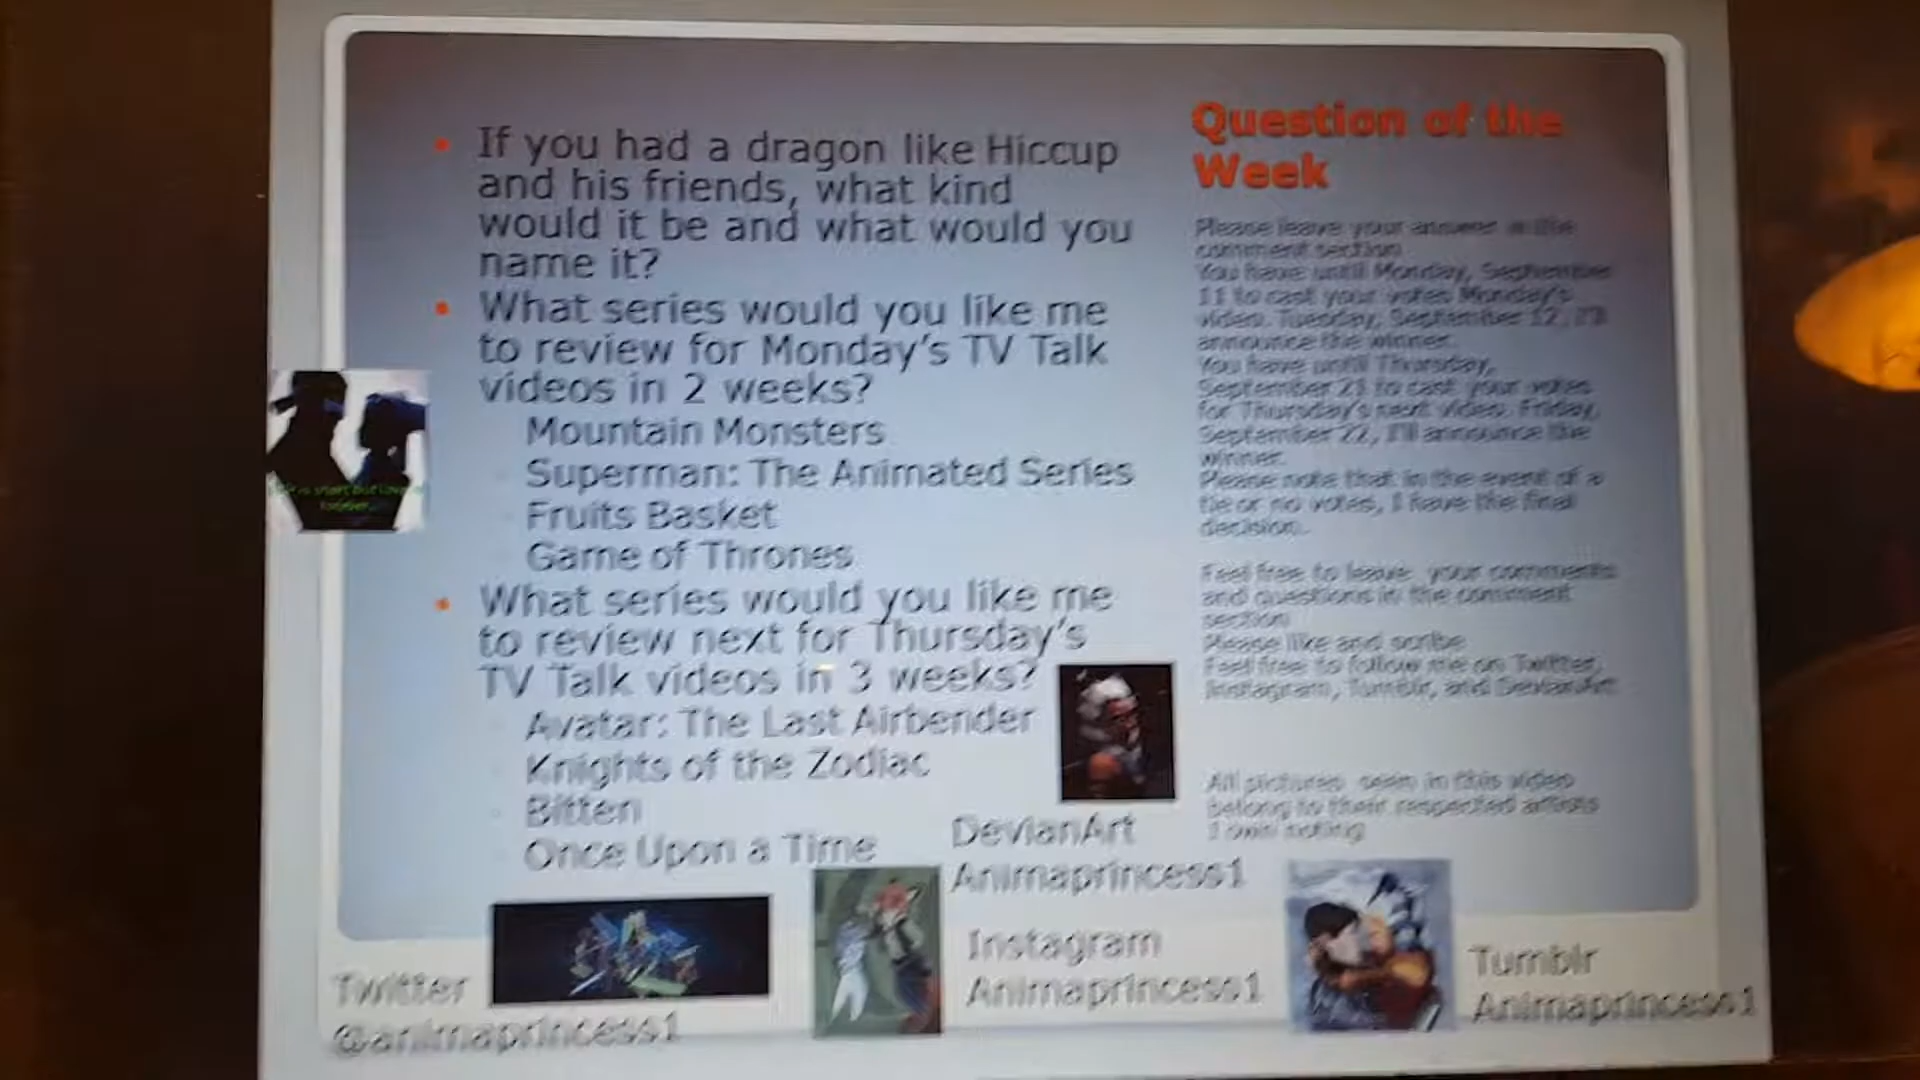 If you had a dragon like Hiccup
and his friends, what kind
would it be and what would you
name it?
What series would you like me
to review for Monday's TV Talk
videos in 2 weeks?
Mountain Monsters
Superman: The Animated Series
Fruits Basket
Game of Thrones
What series would you like me
to review next for Thursday's
TV Talk videos in 3 weeks?
Avatar: The Last Airbender
Knights of the Zodiac
Bitten
Once Upon a Time
Question of the
Week
Please leave your answer in the
comment section
You have until Monday, September
11 to cast your votes Monday's
video. Tuesday, September 12, I'll
announce the winner.
You have until Thursday,
September 21 to cast your votes
for Thursday's next video. Friday,
September 22, I'll announce the
winner.
Please note that in the event of a
tie or no votes, I have the final
decision.
Feel free to leave your comments
and questions in the comment
section
Please like and scribe
Feel free to follow me on Twitter,
Instagram, Tumblr, and DevianArt
All pictures seen in this video
belong to their respected artists
I own noting
DevianArt
Animaprincess1
Instagram
Animaprincess1
Tumblr
Animaprincess1
Twitter
@animaprincess1